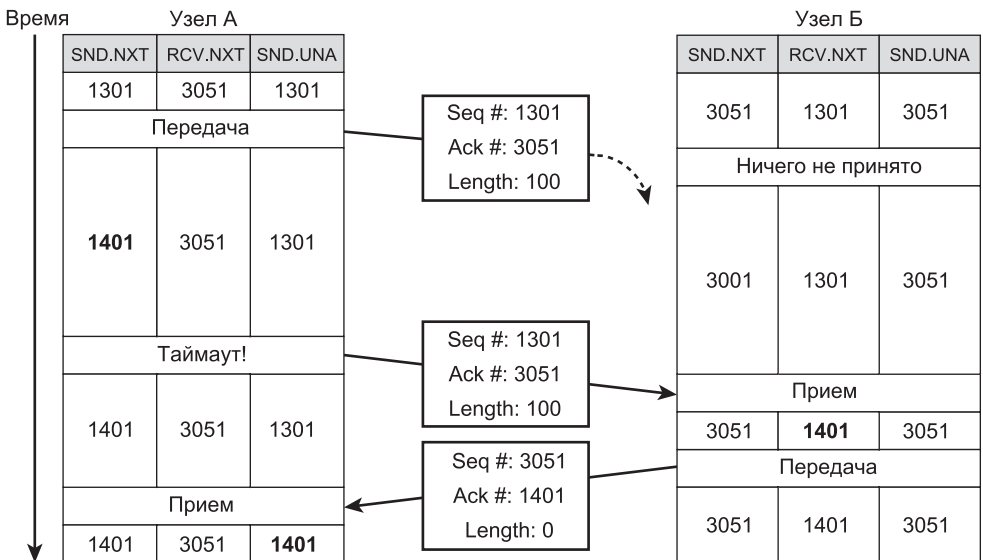 Время
Узел А
Узел Б
SND.NXT RCV.NXT SND.UNA
1301 3051 1301
Передача
1401 3051 1301
Таймаут!
1401 3051 1301
Прием
1401 3051 1401
Seq #: 1301
Ack #: 3051
Length: 100
Seq #: 1301
Ack #: 3051
Length: 100
Seq #: 3051
Ack #: 1401
Length: 0
SND.NXT RCV.NXT SND.UNA
3051 1301 3051
Ничего не принято
3001 1301 3051
Прием
3051 1401 3051
Передача
3051 1401 3051